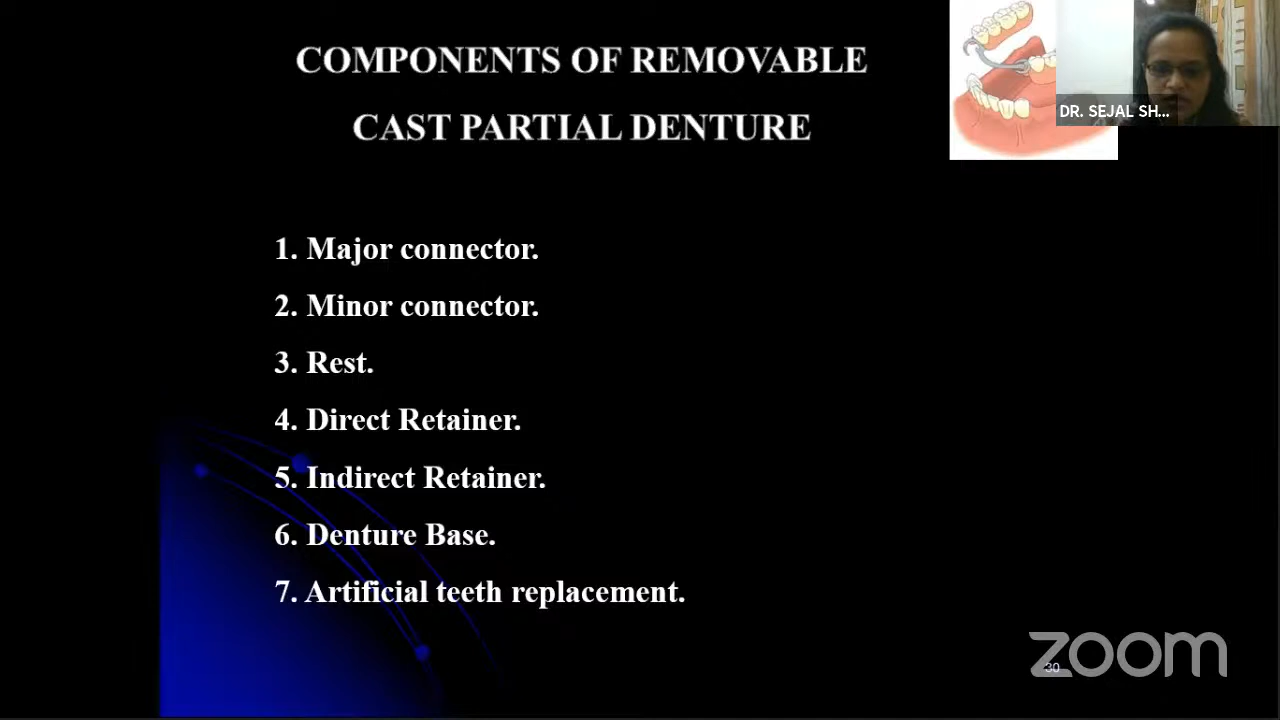 COMPONENTS OF REMOVABLE
CAST PARTIAL DENTURE
DR. SEJAL SH...
1. Major connector.
2. Minor connector.
3. Rest.
4. Direct Retainer.
5. Indirect Retainer.
6. Denture Base.
7. Artificial teeth replacement.
zoom
30